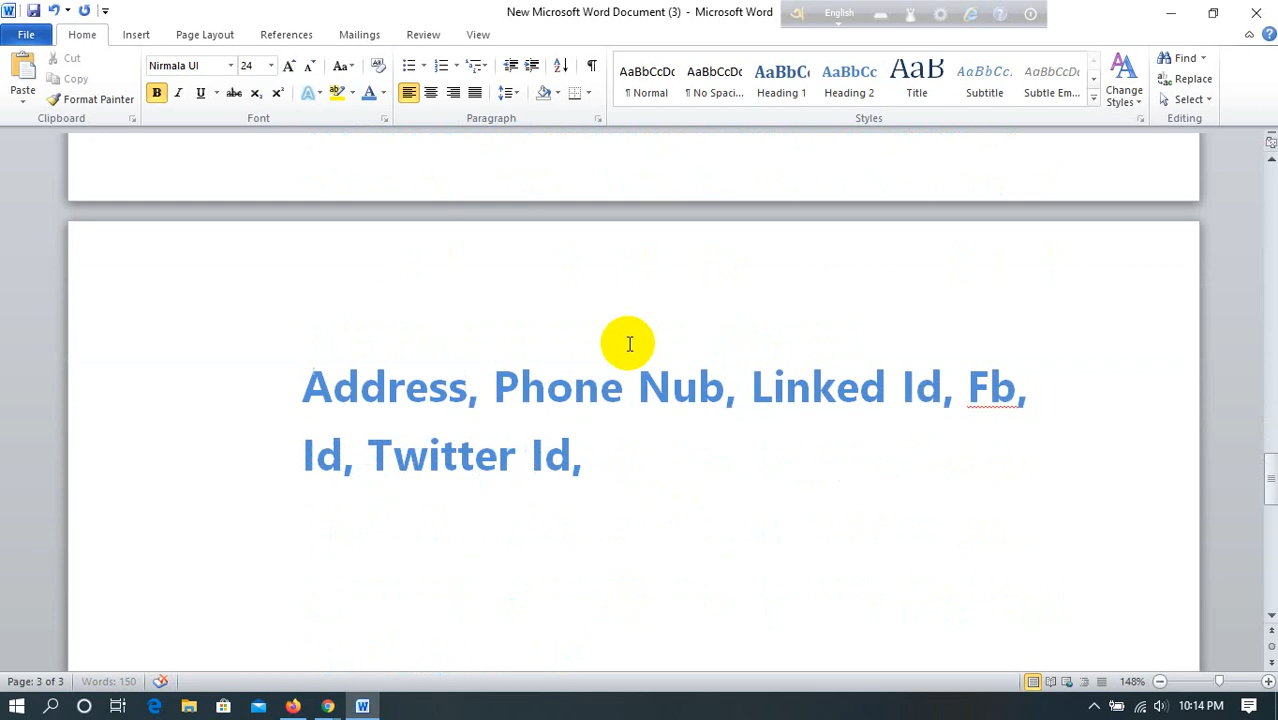 New Microsoft Word Document (3) - Microsoft Word
English
File Home Insert Page Layout References Mailings Review View
Paste
Cut
Copy
Format Painter
Clipboard
Nirmala UI 24
Font
Paragraph
AaBbCcDc AaBbCcDc AaBbCc AaBbCc AaB AaBbCc. AaBbCcDc
¶ Normal ¶ No Spaci... Heading 1 Heading 2 Title Subtitle Subtle Em...
Styles
Change
Styles
Find
Replace
Select
Editing
Address, Phone Nub, Linked Id, Fb,
Id, Twitter Id,
Page: 3 of 3 Words: 150 148%
10:14 PM